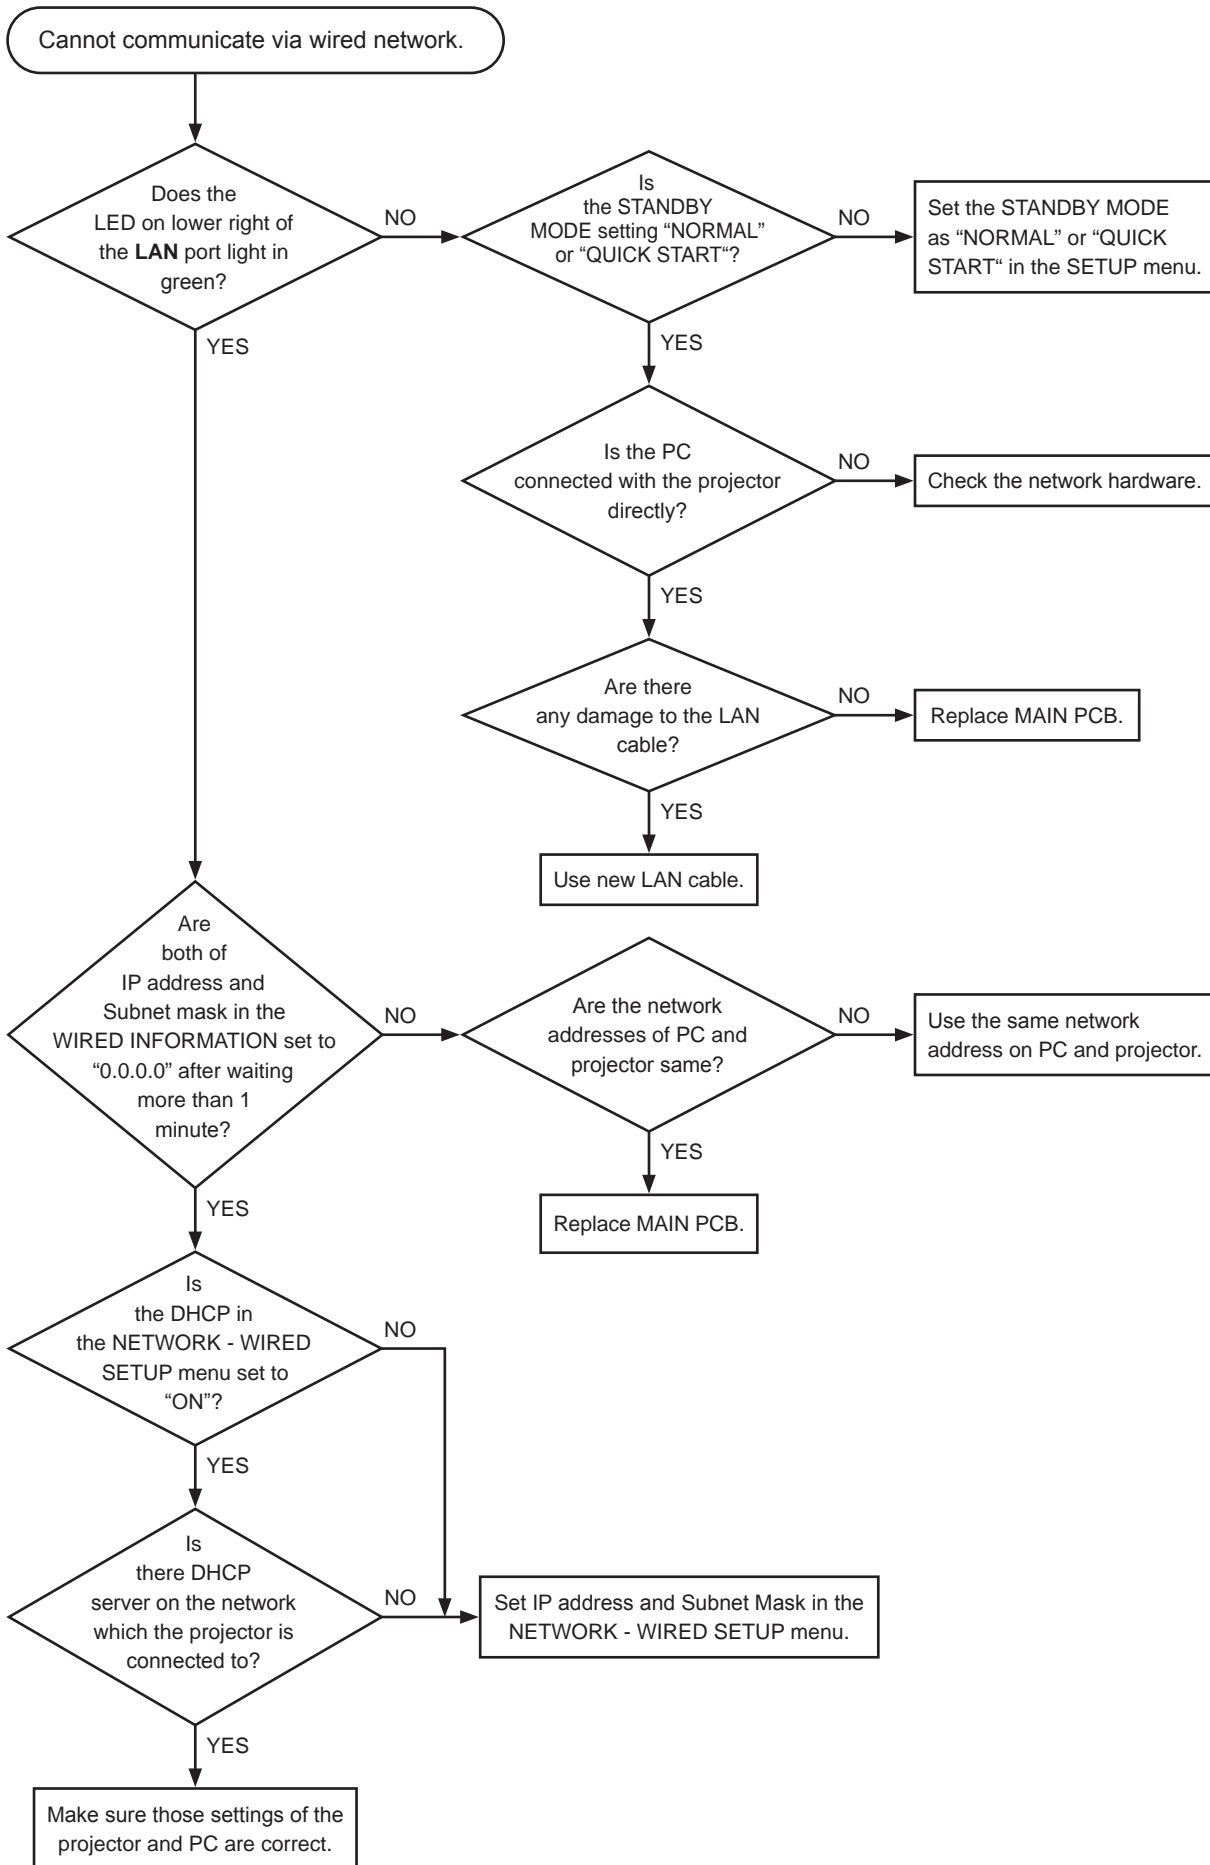 Cannot communicate via wired network.
Does the
LED on lower right of
the LAN port light in
green?
NO
YES
Is
the STANDBY
MODE setting “NORMAL”
or “QUICK START“?
NO
YES
Set the STANDBY MODE
as “NORMAL” or “QUICK
START“ in the SETUP menu.
Is the PC
connected with the projector
directly?
NO
YES
Check the network hardware.
Are there
any damage to the LAN
cable?
NO
YES
Replace MAIN PCB.
Use new LAN cable.
Are
both of
IP address and
Subnet mask in the
WIRED INFORMATION set to
“0.0.0.0” after waiting
more than 1
minute?
NO
YES
Are the network
addresses of PC and
projector same?
NO
YES
Use the same network
address on PC and projector.
Replace MAIN PCB.
Is
the DHCP in
the NETWORK - WIRED
SETUP menu set to
“ON”?
NO
YES
Is
there DHCP
server on the network
which the projector is
connected to?
NO
YES
Set IP address and Subnet Mask in the
NETWORK - WIRED SETUP menu.
Make sure those settings of the
projector and PC are correct.